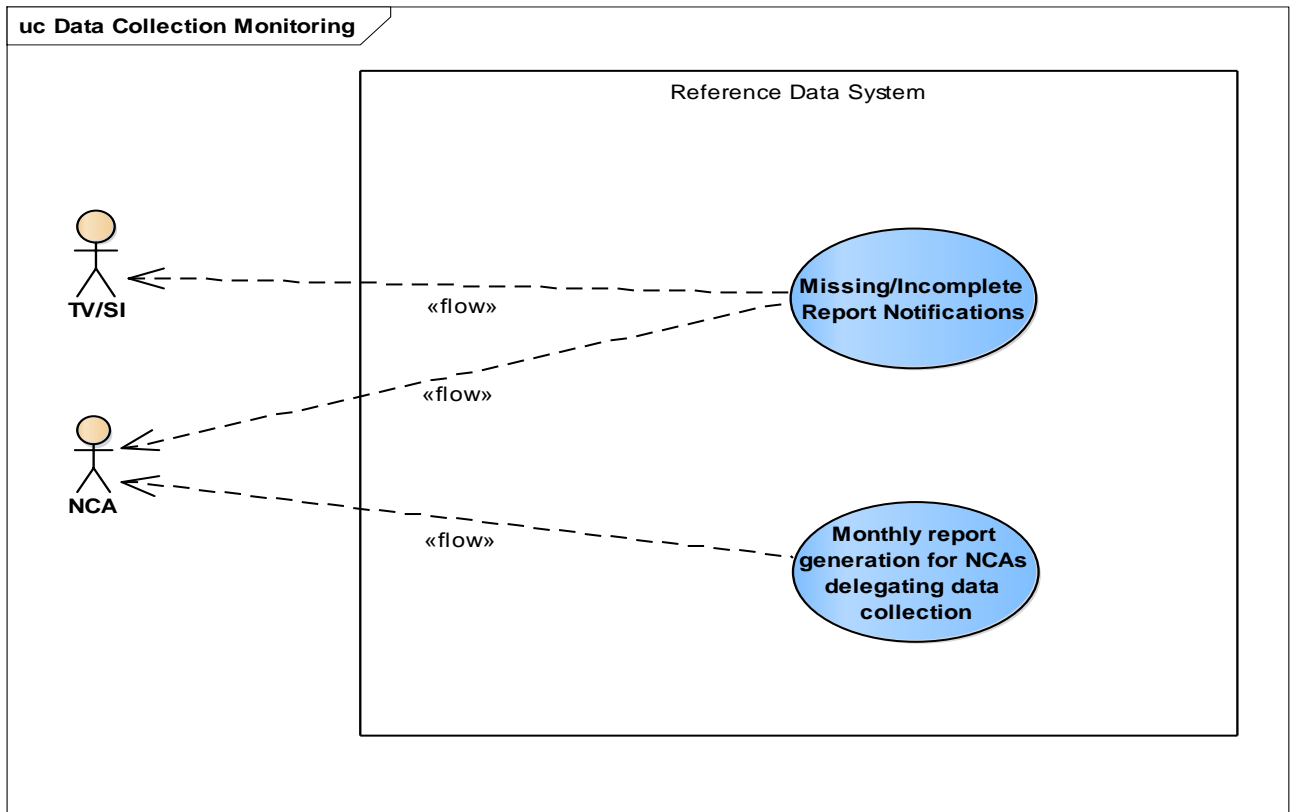 uc Data Collection Monitoring
Reference Data System
TV/SI
«flow»
Missing/Incomplete
Report Notifications
«flow»
NCA
«flow»
Monthly report
generation for NCAs
delegating data
collection